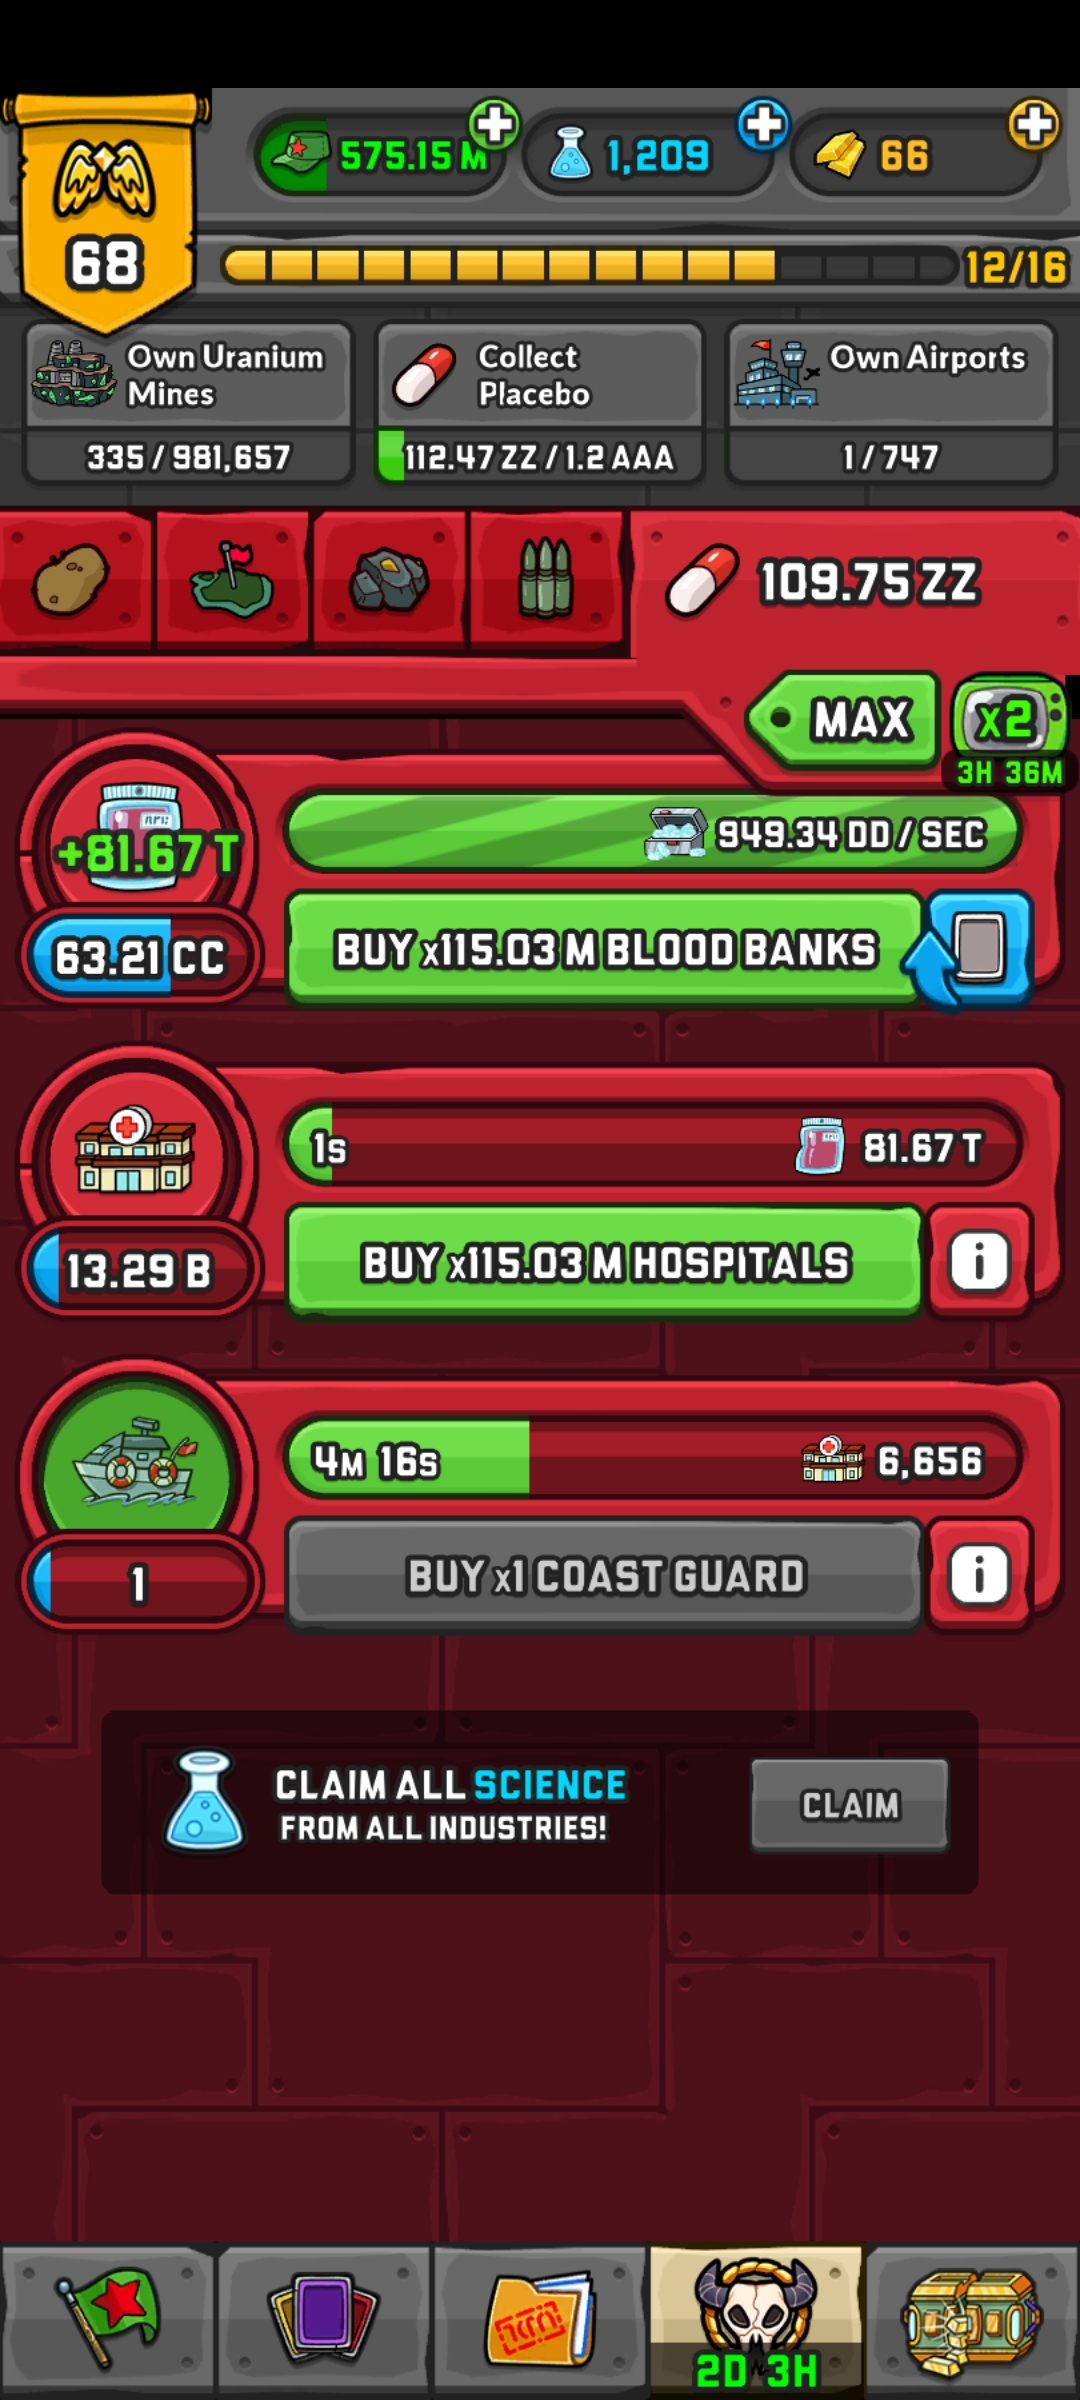 575.15 M
1,209
66
68
12/16
Own Uranium
Mines
335 / 981,657
Collect
Placebo
112.47 ZZ / 1.2 AAA
Own Airports
1 / 747
109.75 ZZ
MAX
x2
3H 36M
+81.67 T
949.34 DD / SEC
63.21 CC
BUY x115.03 M BLOOD BANKS
1s
81.67 T
13.29 B
BUY x115.03 M HOSPITALS
i
4M 16s
6,656
1
BUY x1 COAST GUARD
i
CLAIM ALL SCIENCE
FROM ALL INDUSTRIES!
CLAIM
2D 3H